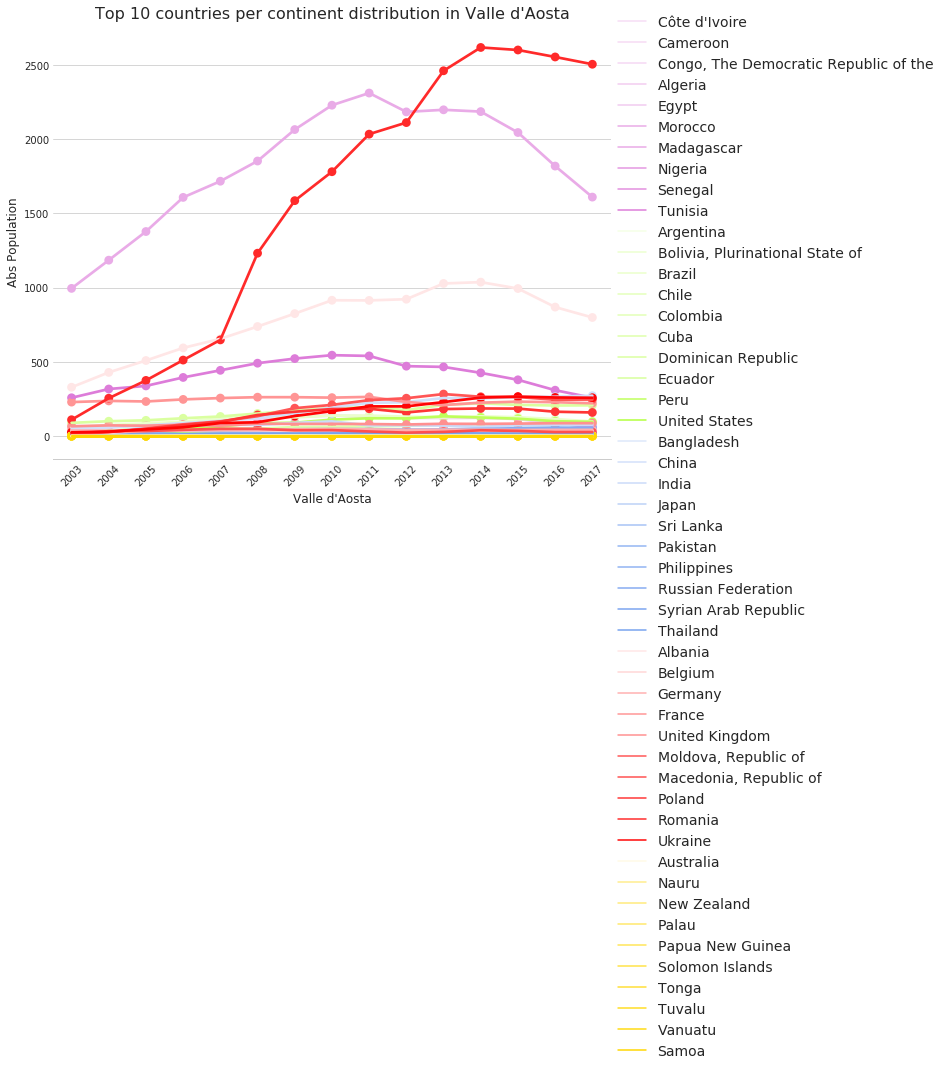 Top 10 countries per continent distribution in Valle d'Aosta
Abs Population
2500
2000
1500
1000
500
0
2003
2004
2005
2006
2007
2008
2009
2010
2011
2012
2013
2014
2015
2016
2017
Valle d'Aosta
Côte d'Ivoire
Cameroon
Congo, The Democratic Republic of the
Algeria
Egypt
Morocco
Madagascar
Nigeria
Senegal
Tunisia
Argentina
Bolivia, Plurinational State of
Brazil
Chile
Colombia
Cuba
Dominican Republic
Ecuador
Peru
United States
Bangladesh
China
India
Japan
Sri Lanka
Pakistan
Philippines
Russian Federation
Syrian Arab Republic
Thailand
Albania
Belgium
Germany
France
United Kingdom
Moldova, Republic of
Macedonia, Republic of
Poland
Romania
Ukraine
Australia
Nauru
New Zealand
Palau
Papua New Guinea
Solomon Islands
Tonga
Tuvalu
Vanuatu
Samoa